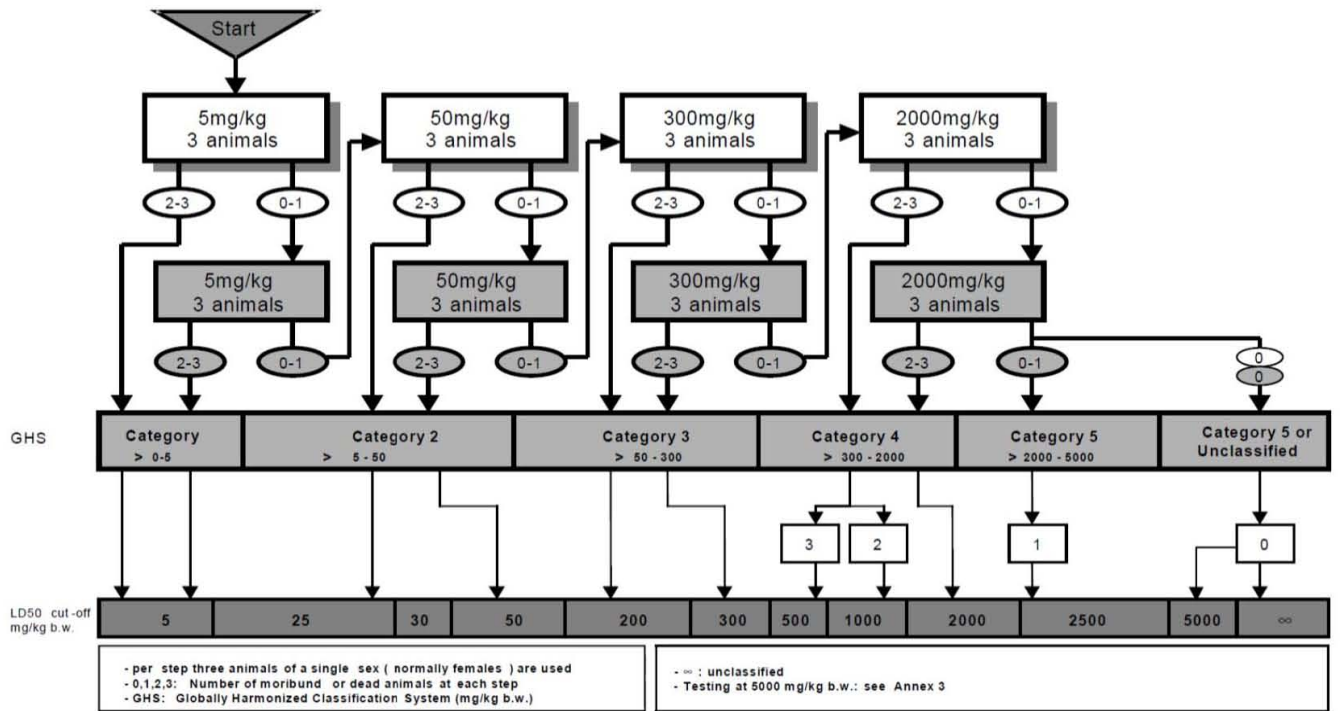 Start
5mg/kg
3 animals
50mg/kg
3 animals
300mg/kg
3 animals
2000mg/kg
3 animals
2-3
0-1
2-3
0-1
2-3
0-1
2-3
0-1
5mg/kg
3 animals
50mg/kg
3 animals
300mg/kg
3 animals
2000mg/kg
3 animals
2-3
0-1
2-3
0-1
2-3
0-1
2-3
0-1
0
0
GHS
Category
> 0-5
Category 2
> 5 - 50
Category 3
> 50 - 300
Category 4
> 300 - 2000
Category 5
> 2000 - 5000
Category 5 or
Unclassified
3
2
1
0
LD50 cut-off
mg/kg b.w.
5
25
30
50
200
300
500
1000
2000
2500
5000
∞
- per step three animals of a single sex ( normally females ) are used
- 0,1,2,3: Number of moribund or dead animals at each step
- GHS: Globally Harmonized Classification System (mg/kg b.w.)
- ∞ : unclassified
- Testing at 5000 mg/kg b.w.: see Annex 3